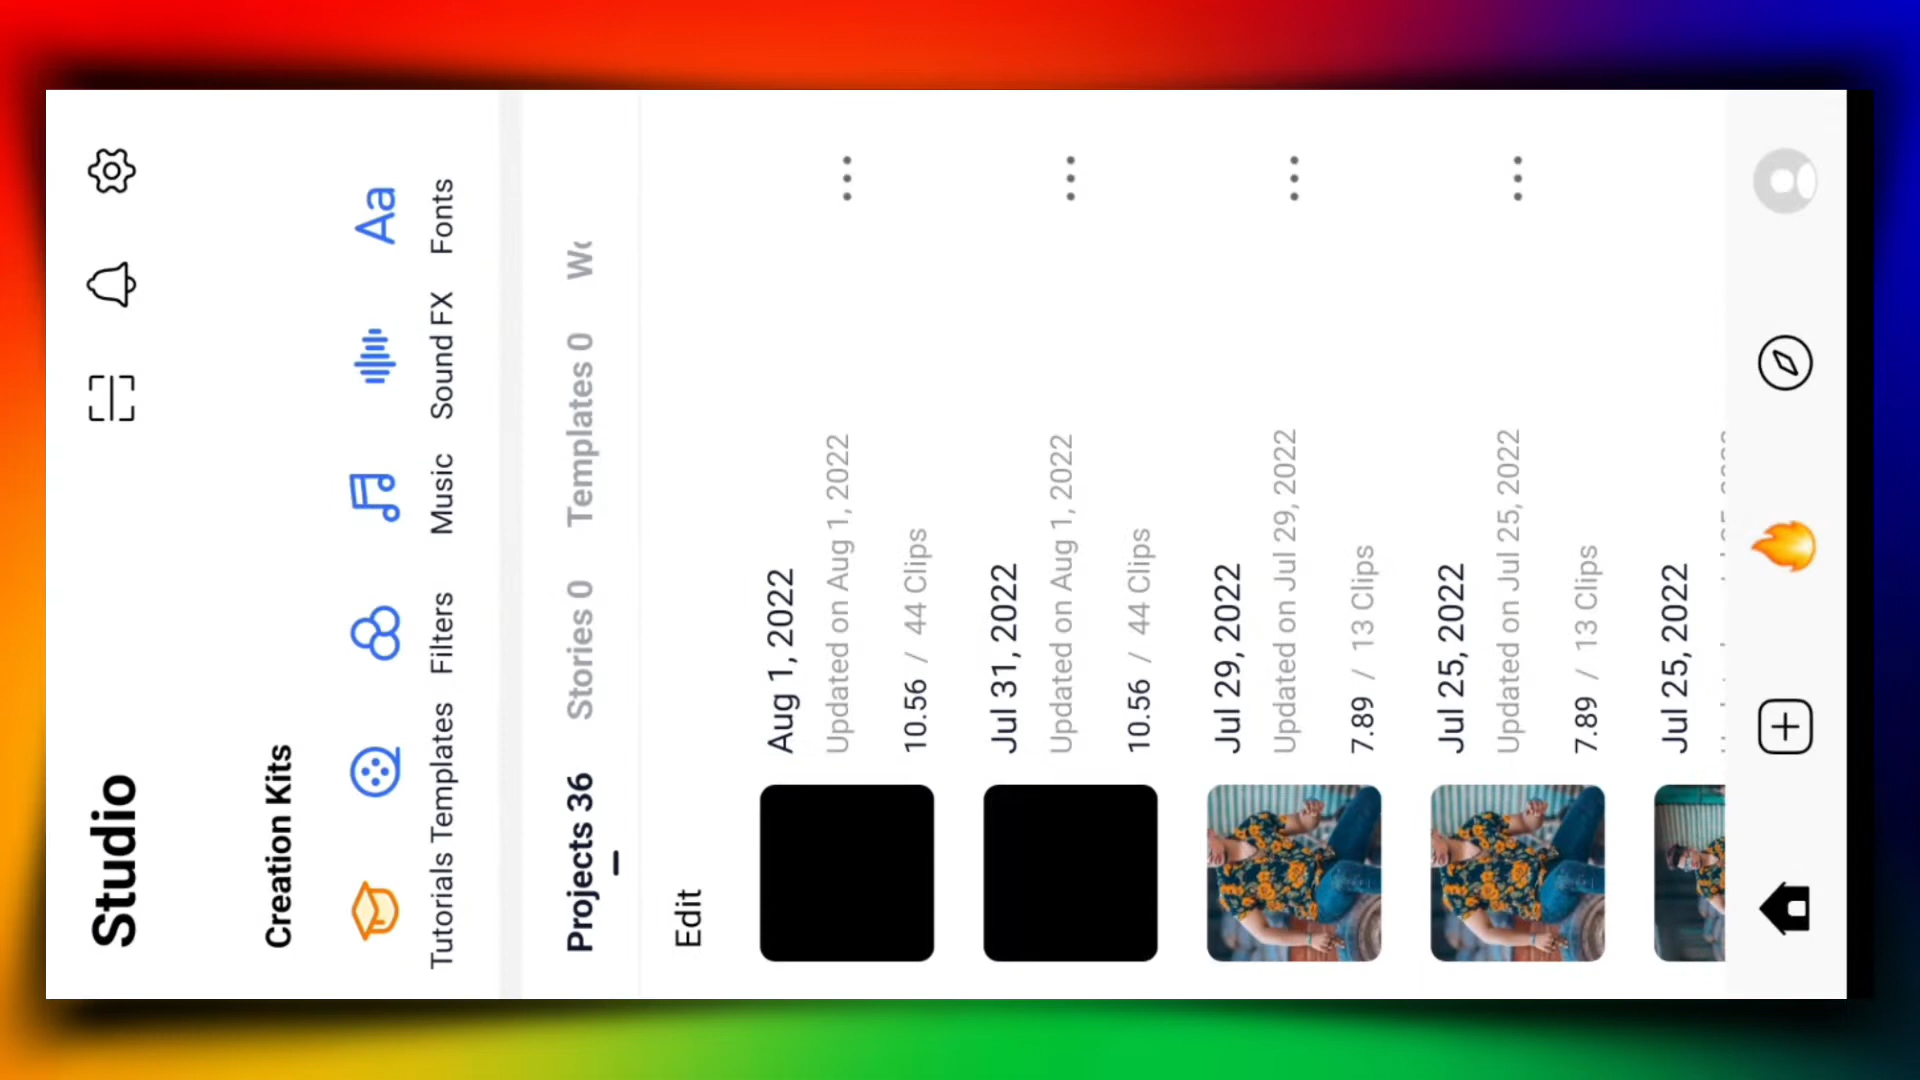 Studio
Creation Kits
Aa
Tutorials Templates Filters Music Sound FX Fonts
Projects 36 Stories 0 Templates 0
Edit
Aug 1, 2022
Updated on Aug 1, 2022
10.56 / 44 Clips
Jul 31, 2022
Updated on Aug 1, 2022
10.56 / 44 Clips
Jul 29, 2022
Updated on Jul 29, 2022
7.89 / 13 Clips
Jul 25, 2022
Updated on Jul 25, 2022
7.89 / 13 Clips
Jul 25, 2022